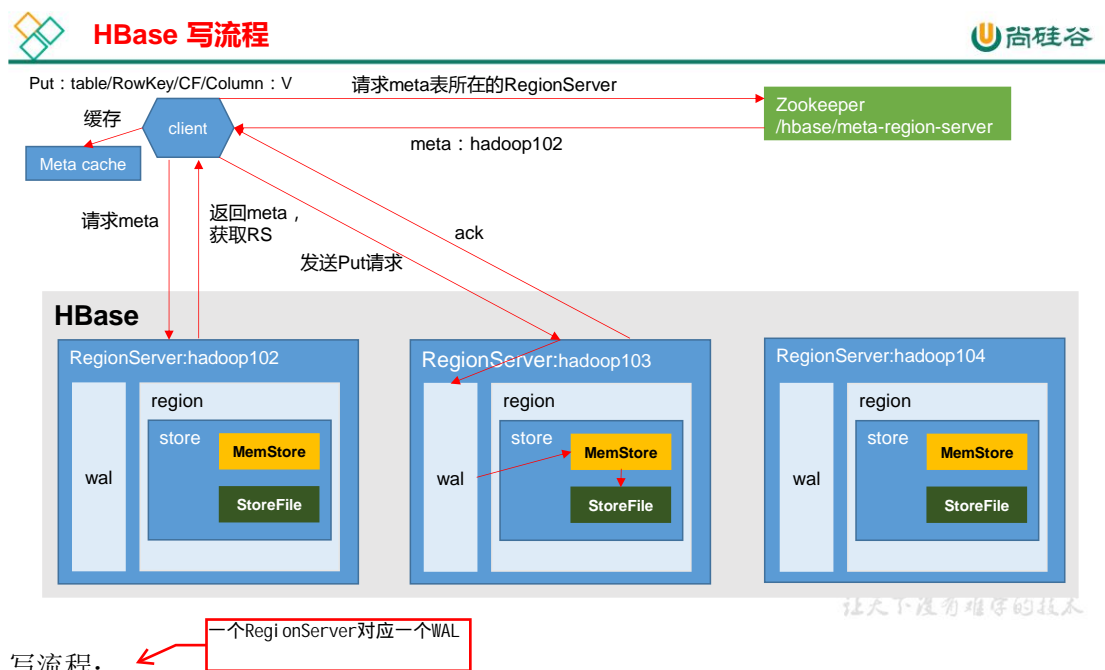 HBase 写流程
尚硅谷
Put：table/RowKey/CF/Column：V
请求meta表所在的RegionServer
缓存
client
Zookeeper
/hbase/meta-region-server
meta：hadoop102
Meta cache
请求meta
返回meta，
获取RS
ack
发送Put请求
HBase
RegionServer:hadoop102
RegionServer:hadoop103
RegionServer:hadoop104
region
region
region
store
store
store
MemStore
MemStore
MemStore
wal
wal
wal
StoreFile
StoreFile
StoreFile
让天下没有难学的技术
一个RegionServer对应一个WAL
写流程：